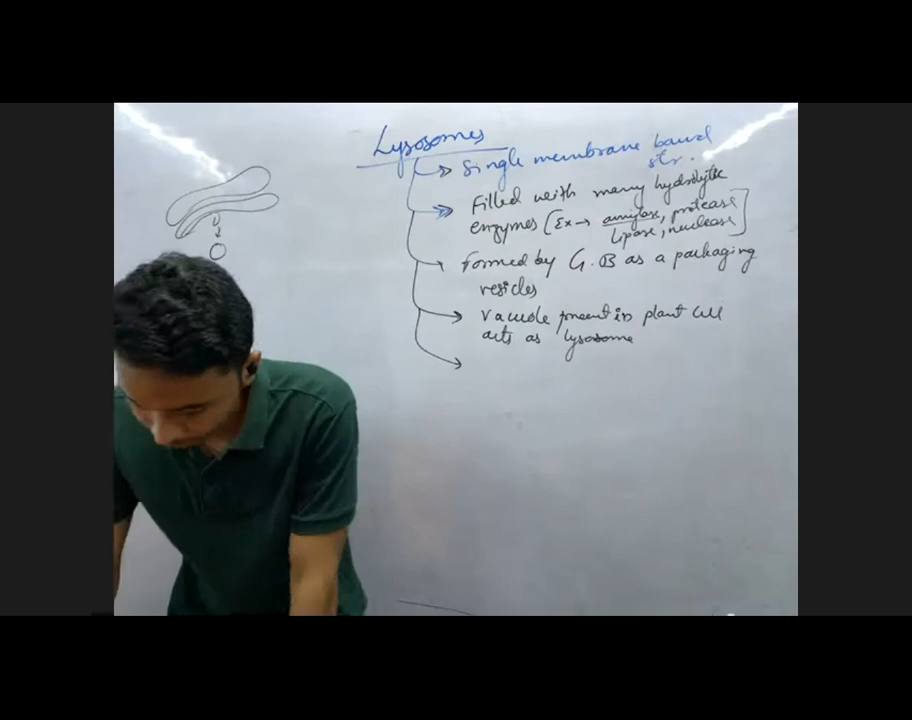 Lysosomes
Single membrane bound
str.
Filled with many hydrolytic
enzymes [Ex → amylase, protease
Lipase, nuclease]
Formed by G.B as a packaging
vesicles
Vacuole present in plant cell
acts as lysosome